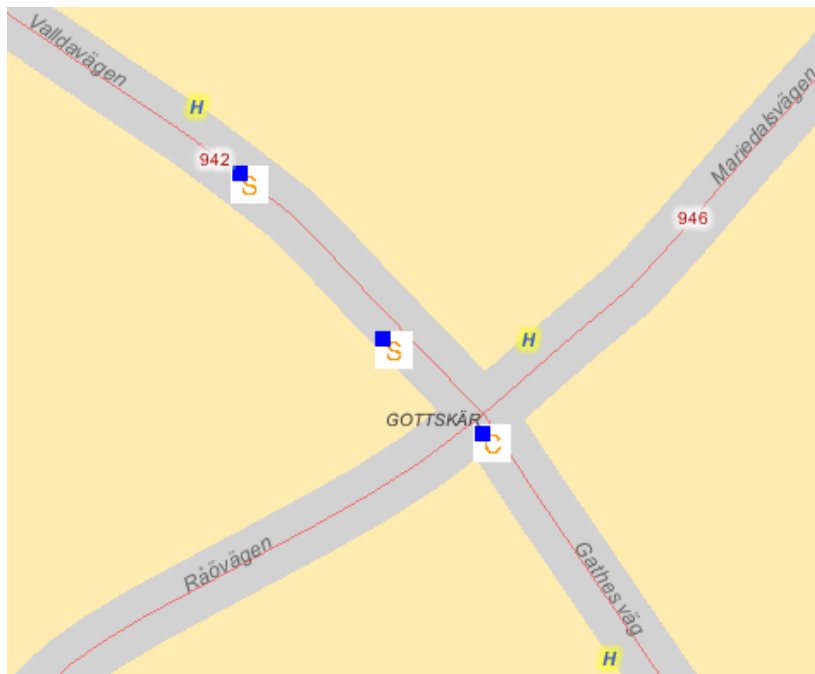 Valldavägen
H
Mariedalsvägen
942
S
946
S
H
GOTTSKÄR
C
Råövägen
Gathes väg
H